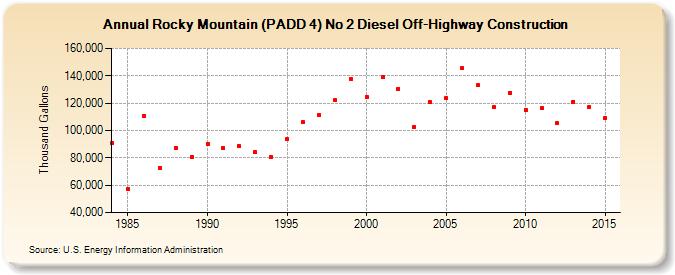 Annual Rocky Mountain (PADD 4) No 2 Diesel Off-Highway Construction
Thousand Gallons
160,000
140,000
120,000
100,000
80,000
60,000
40,000
1985 1990 1995 2000 2005 2010 2015
Source: U.S. Energy Information Administration